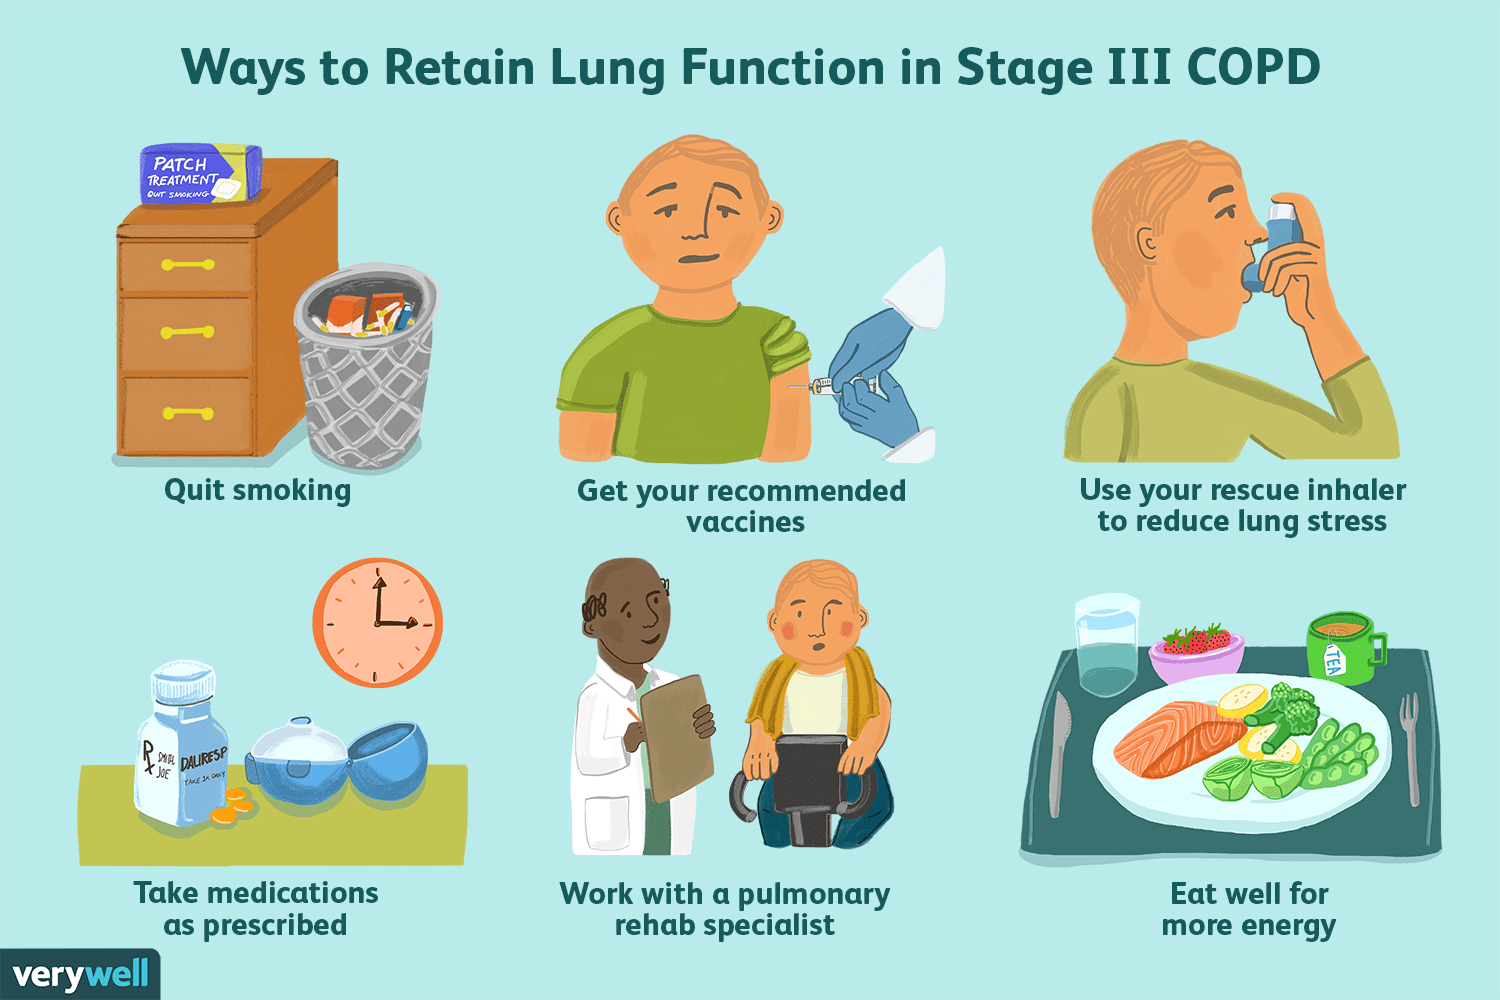 Ways to Retain Lung Function in Stage III COPD
PATCH
TREATMENT
QUIT SMOKING
Quit smoking
Get your recommended
vaccines
Use your rescue inhaler
to reduce lung stress
Rx
JOE
DALIRESP
TAKE 1X DAILY
TEA
Take medications
as prescribed
Work with a pulmonary
rehab specialist
Eat well for
more energy
verywell